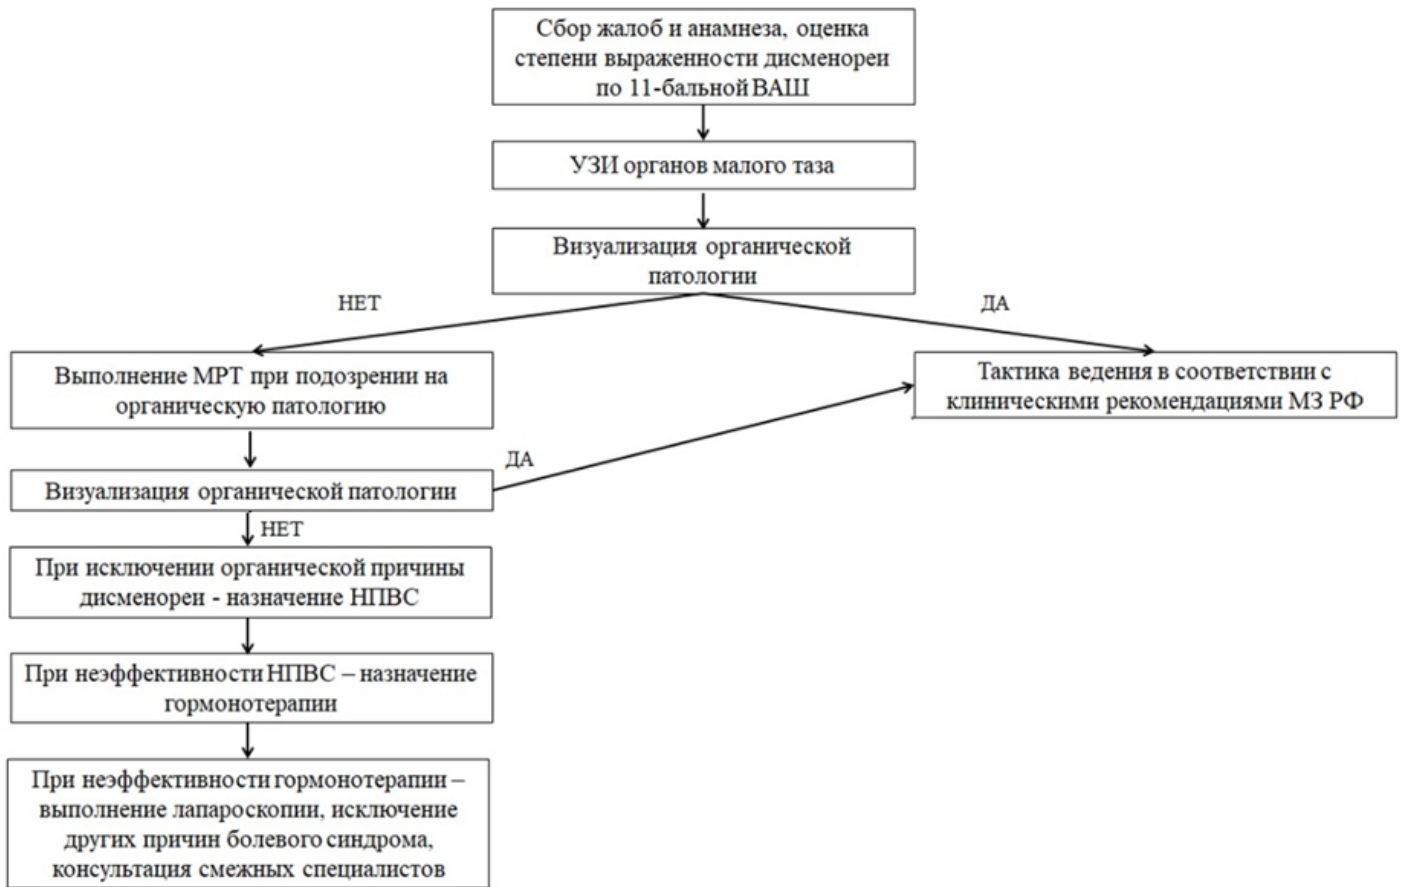 Сбор жалоб и анамнеза, оценка
степени выраженности дисменореи
по 11-бальной ВАШ
УЗИ органов малого таза
Визуализация органической
патологии
НЕТ
ДА
Выполнение МРТ при подозрении на
органическую патологию
Тактика ведения в соответствии с
клиническими рекомендациями МЗ РФ
ДА
Визуализация органической патологии
НЕТ
При исключении органической причины
дисменореи - назначение НПВС
При неэффективности НПВС – назначение
гормонотерапии
При неэффективности гормонотерапии –
выполнение лапароскопии, исключение
других причин болевого синдрома,
консультация смежных специалистов